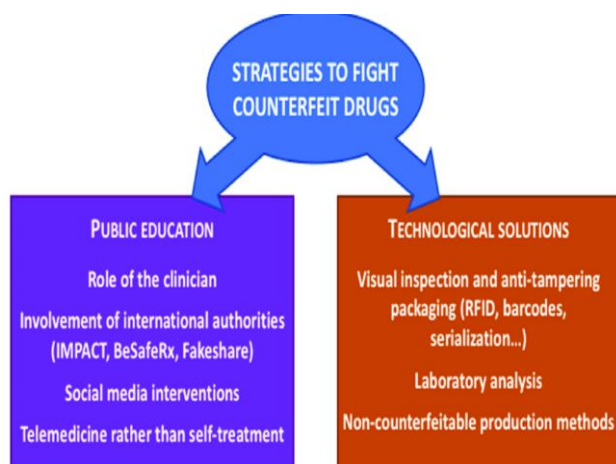 STRATEGIES TO FIGHT
COUNTERFEIT DRUGS
PUBLIC EDUCATION
Role of the clinician
Involvement of international authorities
(IMPACT, BeSafeRx, Fakeshare)
Social media interventions
Telemedicine rather than self-treatment
TECHNOLOGICAL SOLUTIONS
Visual inspection and anti-tampering
packaging (RFID, barcodes,
serialization...)
Laboratory analysis
Non-counterfeitable production methods